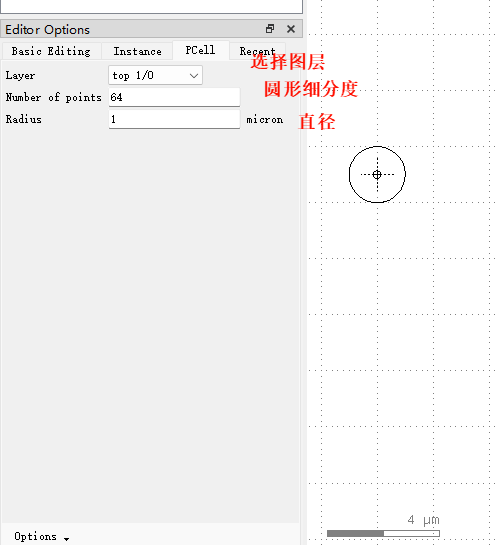 Editor Options
Basic Editing Instance PCell Recent
选择图层
Layer top 1/0
圆形细分度
Number of points 64
Radius 1 micron 直径
4 μm
Options